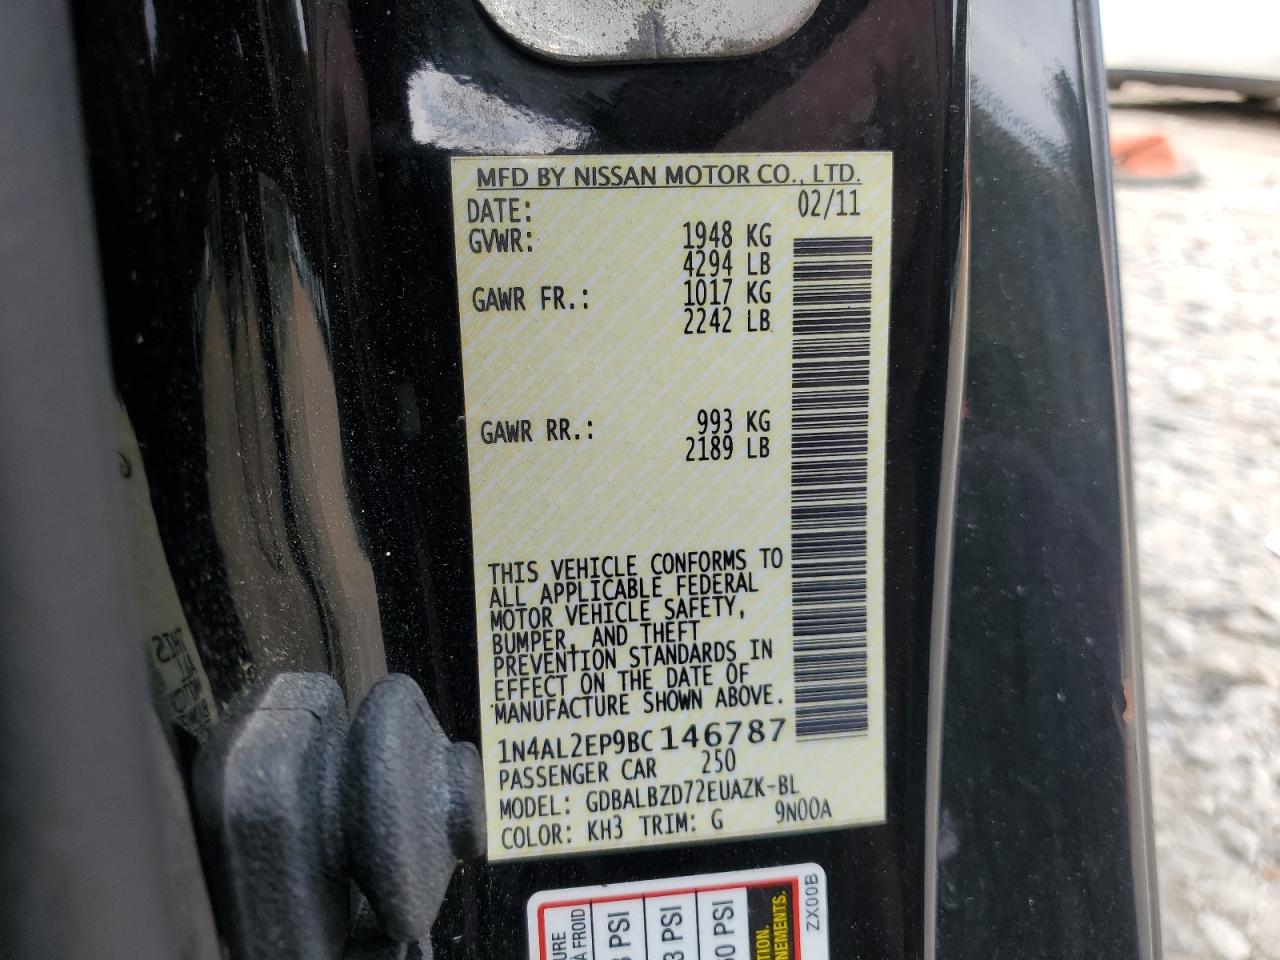 MFD BY NISSAN MOTOR CO., LTD.
DATE: 02/11
GVWR: 1948 KG
4294 LB
GAWR FR.: 1017 KG
2242 LB
GAWR RR.: 993 KG
2189 LB
THIS VEHICLE CONFORMS TO
ALL APPLICABLE FEDERAL
MOTOR VEHICLE SAFETY,
BUMPER, AND THEFT
PREVENTION STANDARDS IN
EFFECT ON THE DATE OF
MANUFACTURE SHOWN ABOVE.
1N4AL2EP9BC146787
PASSENGER CAR 250
MODEL: GDBALBZD72EUAZK-BL
COLOR: KH3 TRIM: G 9N00A
A FROID
PSI
PSI
PSI
ZX00B